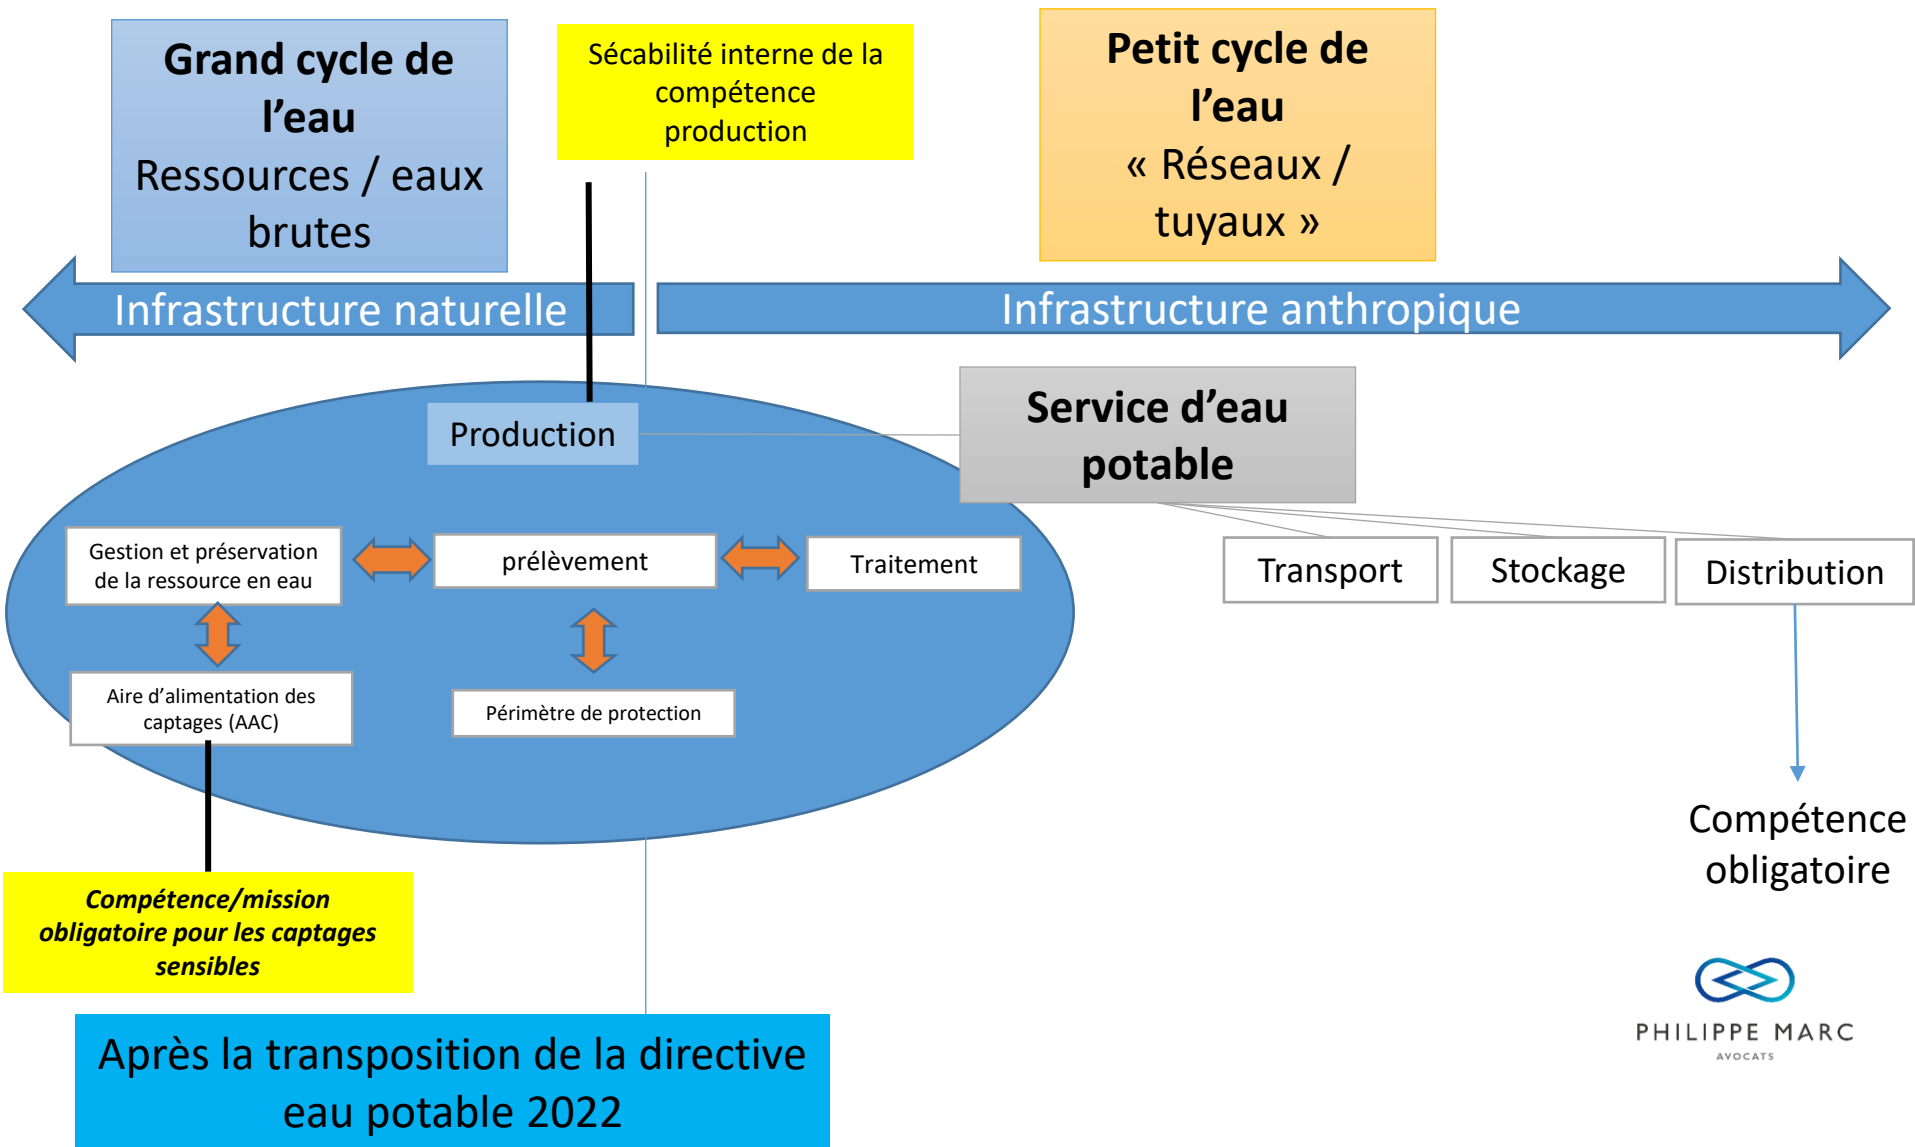 Grand cycle de
l’eau
Ressources / eaux
brutes
Sécabilité interne de la
compétence
production
Petit cycle de
l’eau
« Réseaux /
tuyaux »
Infrastructure naturelle
Infrastructure anthropique
Production
Service d’eau
potable
Gestion et préservation
de la ressource en eau
prélèvement
Traitement
Transport
Stockage
Distribution
Aire d’alimentation des
captages (AAC)
Périmètre de protection
Compétence
obligatoire
Compétence/mission
obligatoire pour les captages
sensibles
Après la transposition de la directive
eau potable 2022
PHILIPPE MARC
AVOCATS